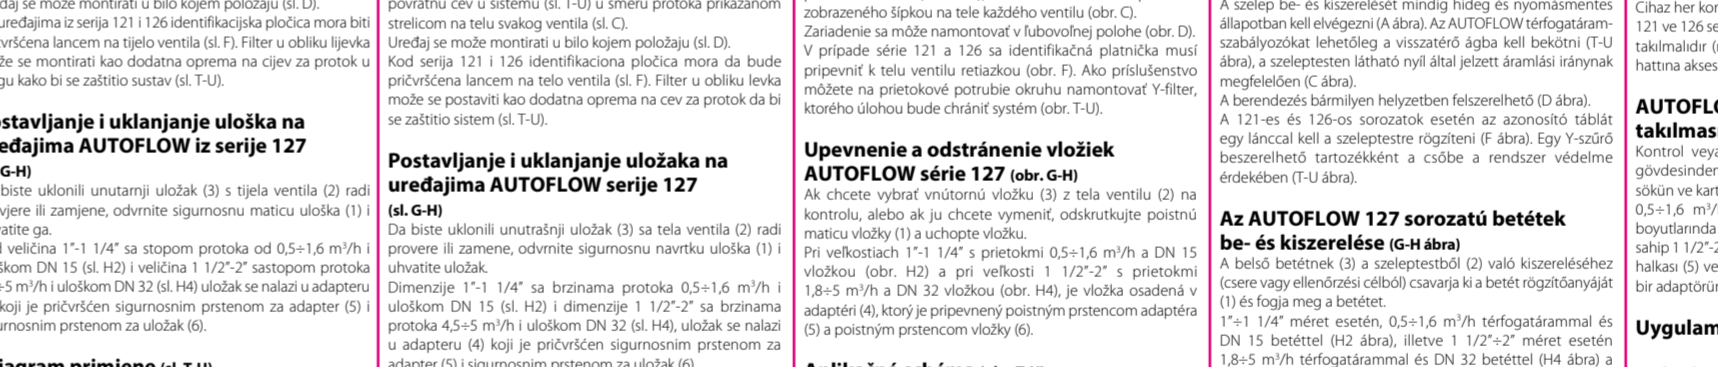 đaj se može montirati u bilo kojem položaju (sl. D).
uređajima iz serija 121 i 126 identifikacijska pločica mora biti
vršćena lancem na tijelo ventila (sl. F). Filter u obliku lijevka
že se montirati kao dodatna oprema na cijev za protok u
gu kako bi se zaštitio sustav (sl. T-U).
stavljanje i uklanjanje uloška na
eđajima AUTOFLOW iz serije 127
G-H)
biste uklonili unutarnji uložak (3) s tijela ventila (2) radi
vjere ili zamjene, odvrnite sigurnosnu maticu uloška (1) i
vatite ga.
d veličina 1”-1 1/4” sa stopom protoka od 0,5÷1,6 m³/h i
škom DN 15 (sl. H2) i veličina 1 1/2”-2” sastopom protoka
÷5 m³/h i uloškom DN 32 (sl. H4) uložak se nalazi u adapteru
koji je pričvršćen sigurnosnim prstenom za adapter (5) i
urnosnim prstenom za uložak (6).
iagram primjene (sl. T-U)
povratnu cev u sistemu (sl. T-U) u smeru protoka prikazanom
strelicom na telu svakog ventila (sl. C).
Uređaj se može montirati u bilo kojem položaju (sl. D).
Kod serija 121 i 126 identifikaciona pločica mora da bude
pričvršćena lancem na telo ventila (sl. F). Filter u obliku levka
može se postaviti kao dodatna oprema na cev za protok da bi
se zaštitio sistem (sl. T-U).
Postavljanje i uklanjanje uložaka na
uređajima AUTOFLOW serije 127
(sl. G-H)
Da biste uklonili unutrašnji uložak (3) sa tela ventila (2) radi
provere ili zamene, odvrnite sigurnosnu navrtku uloška (1) i
uhvatite uložak.
Dimenzije 1”-1 1/4” sa brzinama protoka 0,5÷1,6 m³/h i
uloškom DN 15 (sl. H2) i dimenzije 1 1/2”-2” sa brzinama
protoka 4,5÷5 m³/h i uloškom DN 32 (sl. H4), uložak se nalazi
u adapteru (4) koji je pričvršćen sigurnosnim prstenom za
adapter (5) i sigurnosnim prstenom za uložak (6).
zobrazeného šípkou na tele každého ventilu (obr. C).
Zariadenie sa môže namontovať v ľubovoľnej polohe (obr. D).
V prípade série 121 a 126 sa identifikačná platnička musí
pripevniť k telu ventilu retiazkou (obr. F). Ako príslušenstvo
môžete na prietokové potrubie okruhu namontovať Y-filter,
ktorého úlohou bude chrániť systém (obr. T-U).
Upevnenie a odstránenie vložiek
AUTOFLOW série 127 (obr. G-H)
Ak chcete vybrať vnútornú vložku (3) z tela ventilu (2) na
kontrolu, alebo ak ju chcete vymeniť, odskrutkujte poistnú
maticu vložky (1) a uchopte vložku.
Pri veľkostiach 1”-1 1/4” s prietokmi 0,5÷1,6 m³/h a DN 15
vložkou (obr. H2) a pri veľkosti 1 1/2”-2” s prietokmi
1,8÷5 m³/h a DN 32 vložkou (obr. H4), je vložka osadená v
adaptéri (4), ktorý je pripevnený poistným prstencom adaptéra
(5) a poistným prstencom vložky (6).
A szelep be- és kiszerelését mindig hideg és nyomásmentes
állapotban kell elvégezni (A ábra). Az AUTOFLOW térfogatáram-
szabályozókat lehetőleg a visszatérő ágba kell bekötni (T-U
ábra), a szeleptesten látható nyíl által jelzett áramlási iránynak
megfelelően (C ábra).
A berendezés bármilyen helyzetben felszerelhető (D ábra).
A 121-es és 126-os sorozatok esetén az azonosító táblát
egy lánccal kell a szeleptestre rögzíteni (F ábra). Egy Y-szűrő
beszerelhető tartozékként a csőbe a rendszer védelme
érdekében (T-U ábra).
Az AUTOFLOW 127 sorozatú betétek
be- és kiszerelése (G-H ábra)
A belső betétnek (3) a szeleptestből (2) való kiszereléséhez
(csere vagy ellenőrzési célból) csavarja ki a betét rögzítőanyáját
(1) és fogja meg a betétet.
1”÷1 1/4” méret esetén, 0,5÷1,6 m³/h térfogatárammal és
DN 15 betéttel (H2 ábra), illetve 1 1/2”÷2” méret esetén
1,8÷5 m³/h térfogatárammal és DN 32 betéttel (H4 ábra) a
Cihaz her kon
121 ve 126 se
takılmalıdır (
hattına akses
AUTOFLO
takılması
Kontrol veya
gövdesinden
sökün ve kart
0,5÷1,6 m³/
boyutlarında
sahip 1 1/2”-2
halkası (5) ve
bir adaptörün
Uygulam